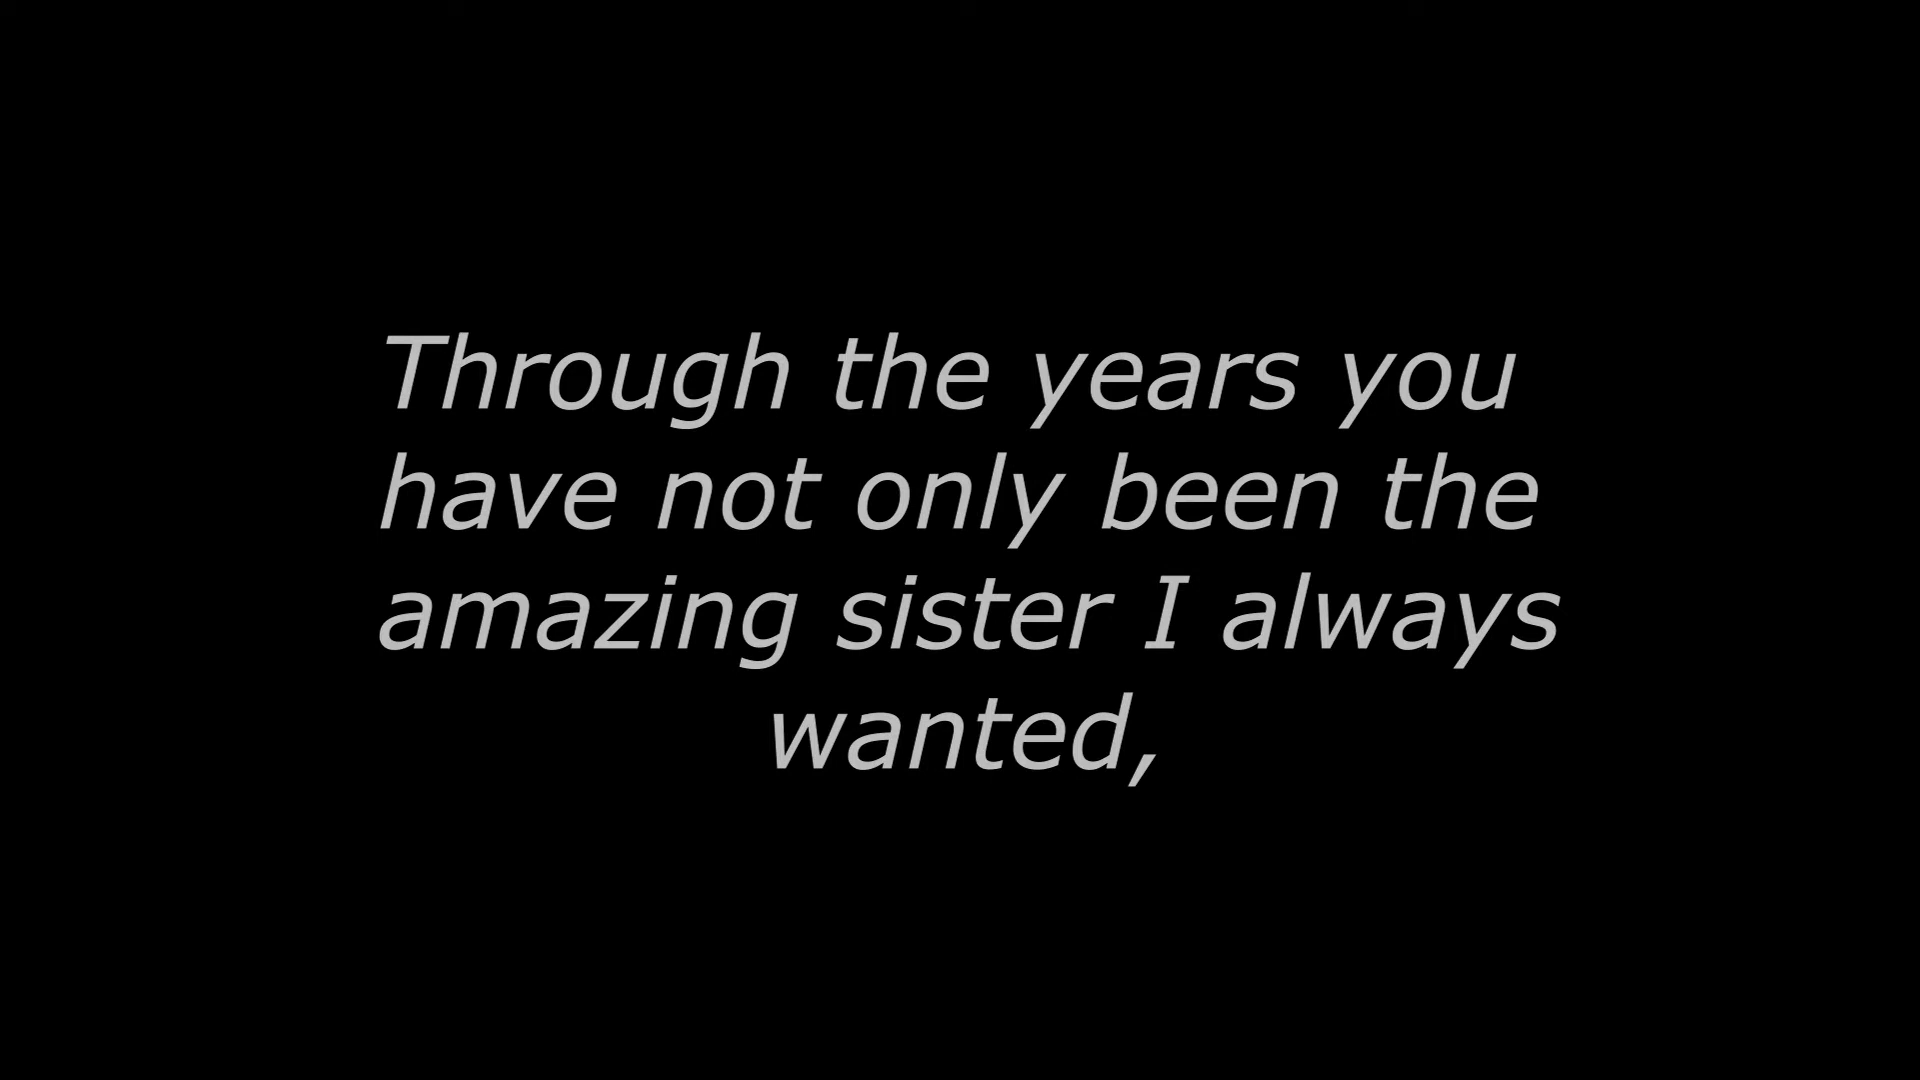 Through the years you
have not only been the
amazing sister I always
wanted,